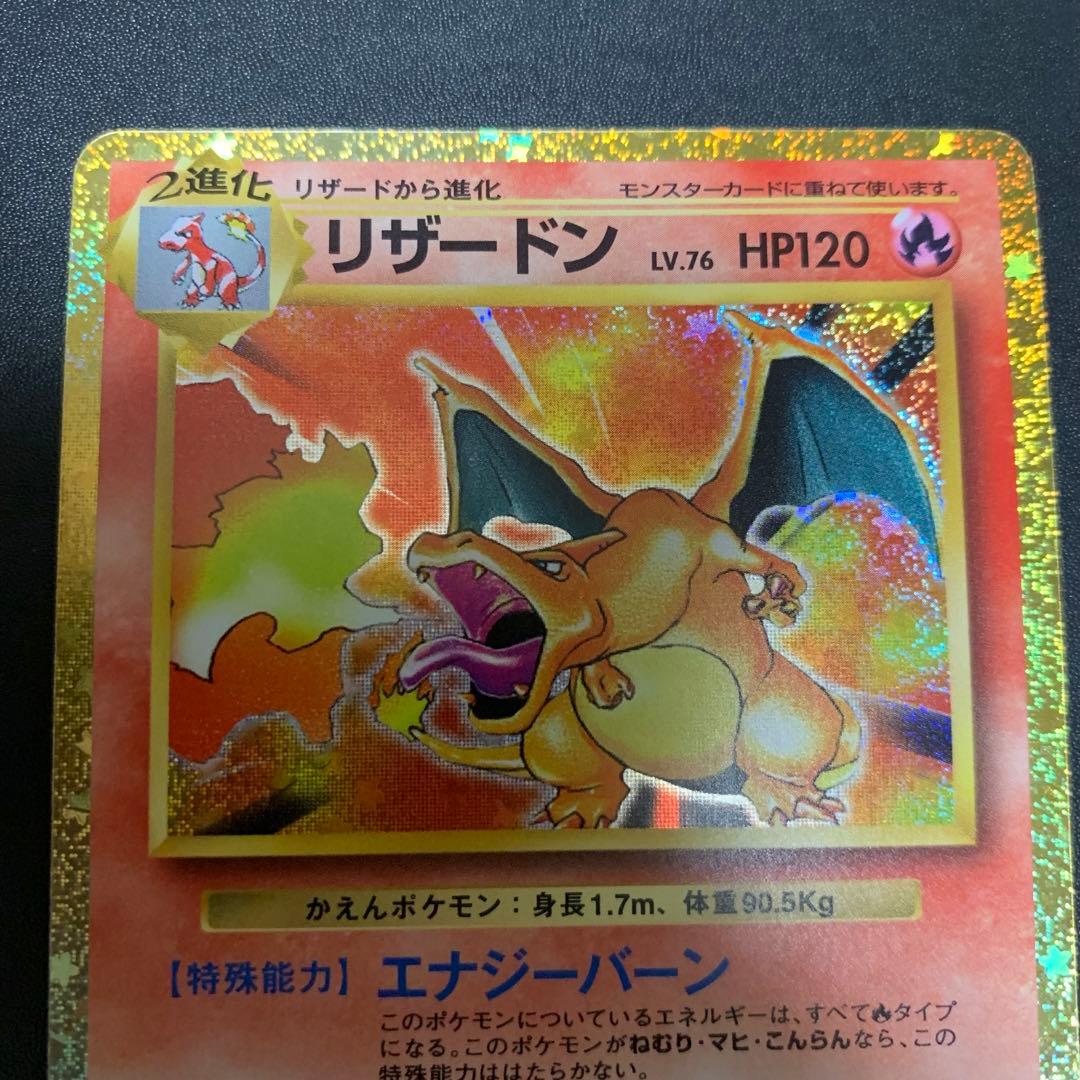 2進化 リザードから進化 モンスターカードに重ねて使います。
リザードン LV.76 HP120
かえんポケモン：身長1.7m、体重90.5Kg
【特殊能力】 エナジーバーン
このポケモンについているエネルギーは、すべて🔥タイプ
になる。このポケモンがねむり・マヒ・こんらんなら、この
特殊能力ははたらかない。